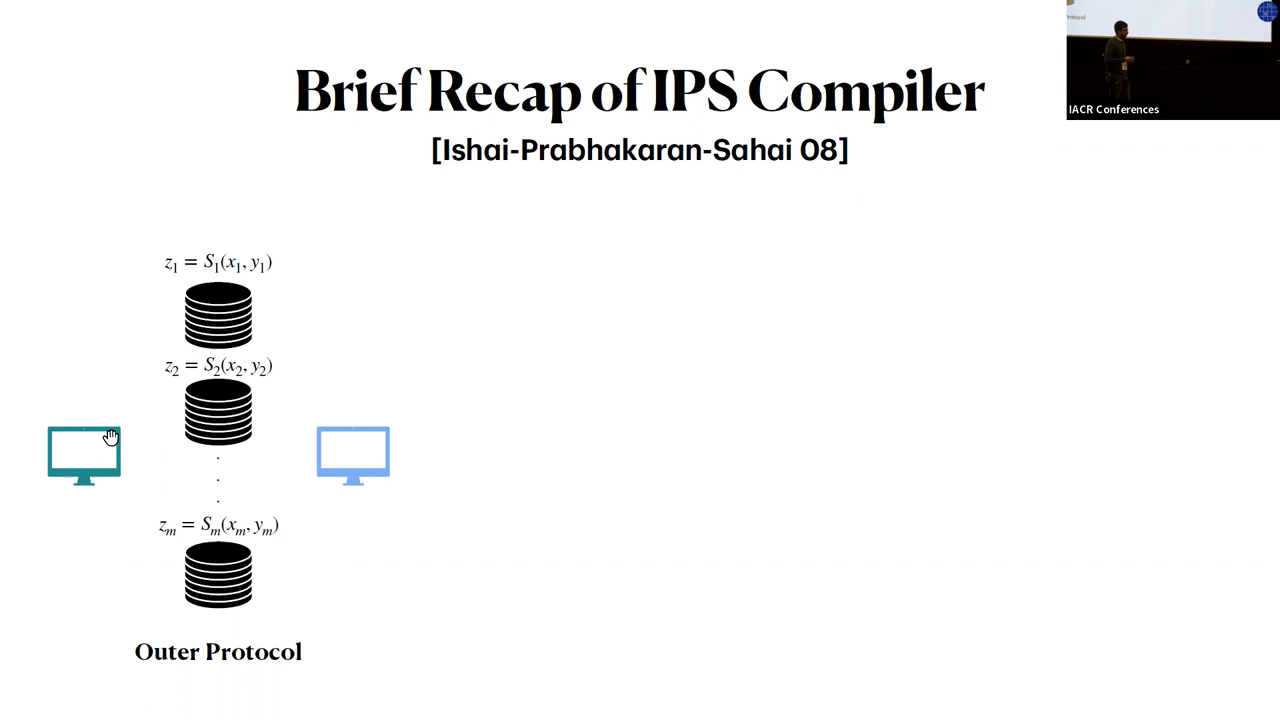 Brief Recap of IPS Compiler
[Ishai-Prabhakaran-Sahai 08]
IACR Conferences
z₁ = S₁(x₁, y₁)
z₂ = S₂(x₂, y₂)
.
.
.
zₘ = Sₘ(xₘ, yₘ)
Outer Protocol